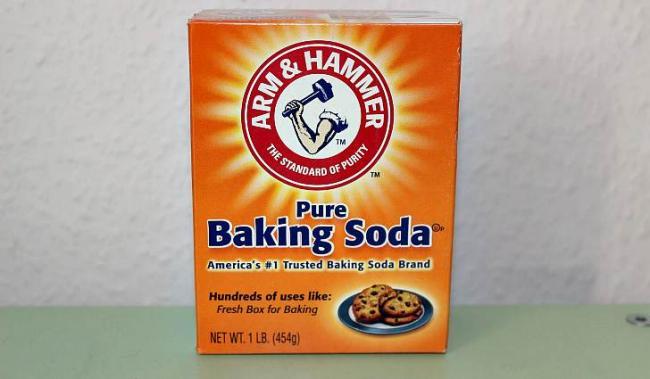 ARM & HAMMER
TM
THE STANDARD OF PURITY
TM
Pure
Baking Soda
America's #1 Trusted Baking Soda Brand
Hundreds of uses like:
Fresh Box for Baking
NET WT. 1 LB. (454g)